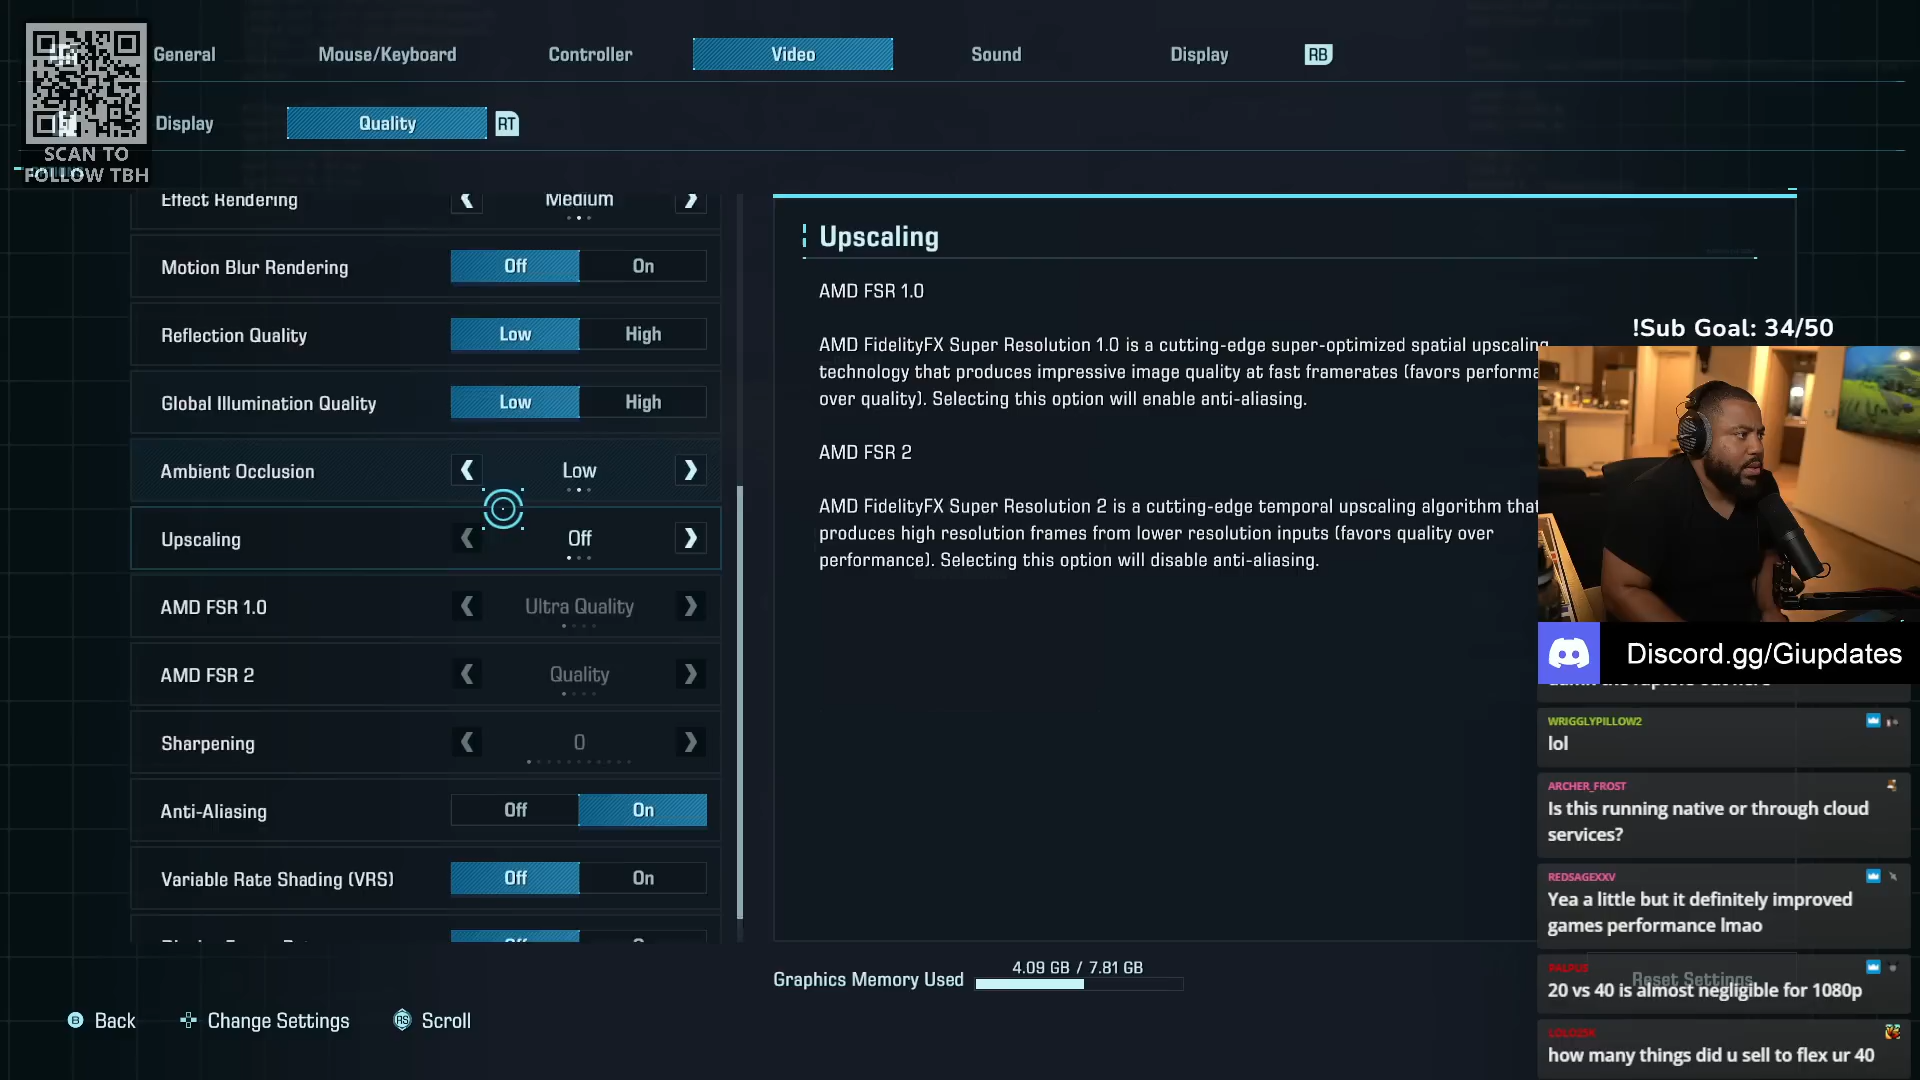 General
Mouse/Keyboard
Controller
Video
Sound
Display
RB
Display
Quality
RT
SCAN TO
FOLLOW TBH
Effect Rendering
Medium
Motion Blur Rendering
Off
On
Reflection Quality
Low
High
Global Illumination Quality
Low
High
Ambient Occlusion
Low
Upscaling
Off
AMD FSR 1.0
Ultra Quality
AMD FSR 2
Quality
Sharpening
0
Anti-Aliasing
Off
On
Variable Rate Shading (VRS)
Off
On
Upscaling
AMD FSR 1.0
AMD FidelityFX Super Resolution 1.0 is a cutting-edge super-optimized spatial upscaling
technology that produces impressive image quality at fast framerates (favors performa
over quality). Selecting this option will enable anti-aliasing.
AMD FSR 2
AMD FidelityFX Super Resolution 2 is a cutting-edge temporal upscaling algorithm that
produces high resolution frames from lower resolution inputs (favors quality over
performance). Selecting this option will disable anti-aliasing.
Graphics Memory Used
4.09 GB / 7.81 GB
Reset Settings
B Back
Change Settings
RS Scroll
!Sub Goal: 34/50
Discord.gg/Giupdates
WRIGGLYPILLOW2
lol
ARCHER_FROST
Is this running native or through cloud
services?
REDSAGEXXV
Yea a little but it definitely improved
games performance lmao
PALPUS
20 vs 40 is almost negligible for 1080p
how many things did u sell to flex ur 40